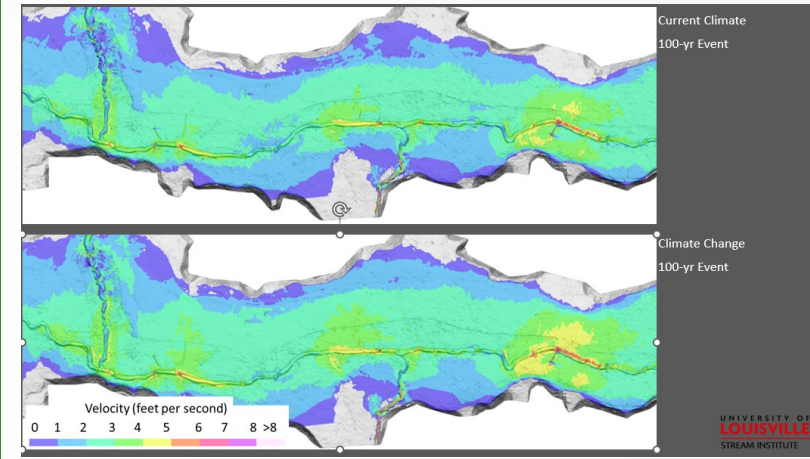 Current Climate
100-yr Event
Climate Change
100-yr Event
Velocity (feet per second)
0 1 2 3 4 5 6 7 8 >8
UNIVERSITY OF
LOUISVILLE
STREAM INSTITUTE